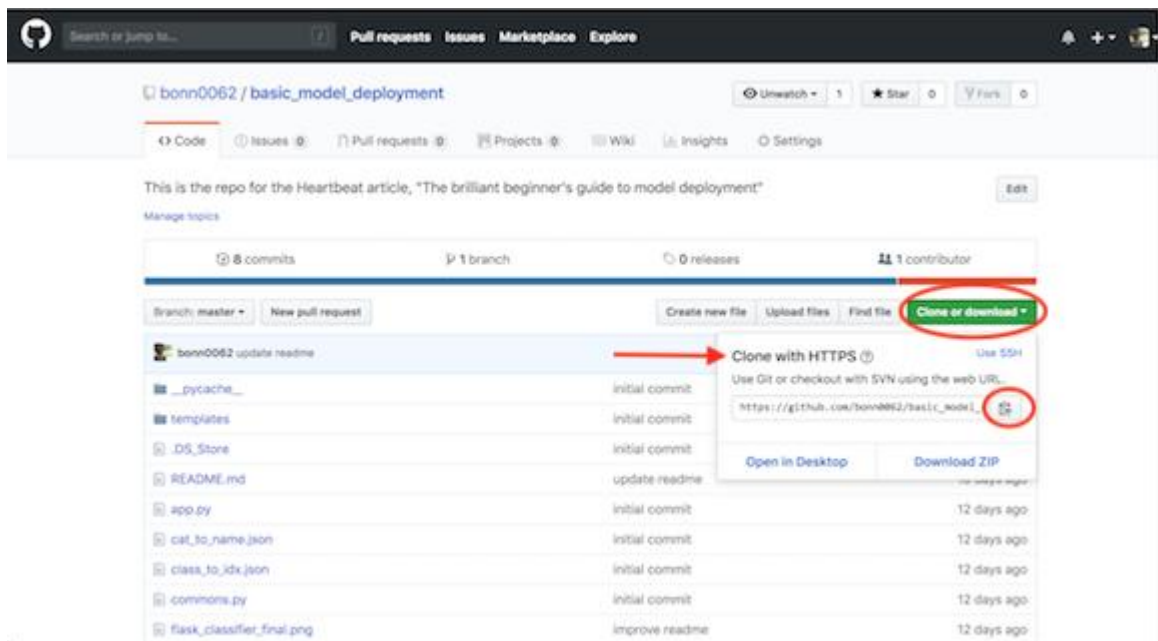 Search or jump to... /
Pull requests Issues Marketplace Explore
bonn0062 / basic_model_deployment
Unwatch 1 Star 0 Fork 0
Code Issues 0 Pull requests 0 Projects 0 Wiki Insights Settings
This is the repo for the Heartbeat article, "The brilliant beginner's guide to model deployment"
Edit
Manage topics
8 commits 1 branch 0 releases 1 contributor
Branch: master New pull request Create new file Upload files Find file Clone or download
bonn0062 update readme
Clone with HTTPS Use SSH
Use Git or checkout with SVN using the web URL.
https://github.com/bonn0062/basic_model_
Open in Desktop Download ZIP
__pycache__ initial commit
templates initial commit
.DS_Store initial commit
README.md update readme
app.py initial commit 12 days ago
cat_to_name.json initial commit 12 days ago
class_to_idx.json initial commit 12 days ago
commons.py initial commit 12 days ago
flask_classifier_final.png improve readme 12 days ago